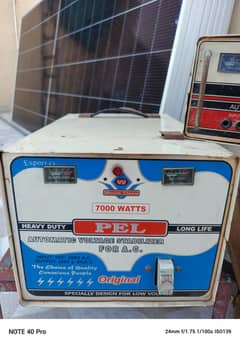 7000 WATTS
HEAVY DUTY
PEL
LONG LIFE
AUTOMATIC VOLTAGE STABILIZER
FOR A.C.
The Choice of Quality
Conscious People
Original
SPECIALLY DESIGN FOR LOW VOLTAGE
NOTE 40 Pro
24mm f/1.75 1/100s ISO139